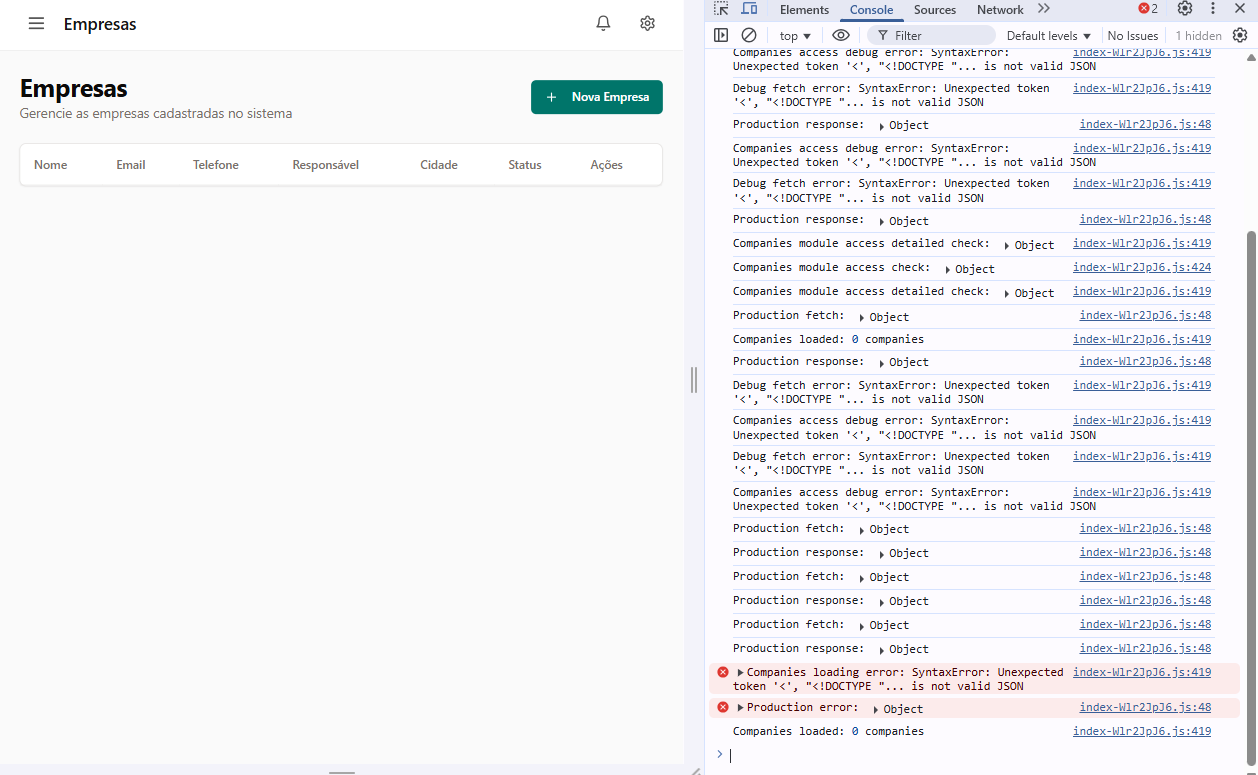 Empresas
Empresas
Gerencie as empresas cadastradas no sistema
+ Nova Empresa
Nome Email Telefone Responsável Cidade Status Ações
Elements Console Sources Network 2
top Filter Default levels No Issues 1 hidden
Companies access debug error: SyntaxError: index-Wlr2JpJ6.js:419
Unexpected token '<', "<!DOCTYPE "... is not valid JSON
Debug fetch error: SyntaxError: Unexpected token index-Wlr2JpJ6.js:419
'<', "<!DOCTYPE "... is not valid JSON
Production response: Object index-Wlr2JpJ6.js:48
Companies access debug error: SyntaxError: index-Wlr2JpJ6.js:419
Unexpected token '<', "<!DOCTYPE "... is not valid JSON
Debug fetch error: SyntaxError: Unexpected token index-Wlr2JpJ6.js:419
'<', "<!DOCTYPE "... is not valid JSON
Production response: Object index-Wlr2JpJ6.js:48
Companies module access detailed check: Object index-Wlr2JpJ6.js:419
Companies module access check: Object index-Wlr2JpJ6.js:424
Companies module access detailed check: Object index-Wlr2JpJ6.js:419
Production fetch: Object index-Wlr2JpJ6.js:48
Companies loaded: 0 companies index-Wlr2JpJ6.js:419
Production response: Object index-Wlr2JpJ6.js:48
Debug fetch error: SyntaxError: Unexpected token index-Wlr2JpJ6.js:419
'<', "<!DOCTYPE "... is not valid JSON
Companies access debug error: SyntaxError: index-Wlr2JpJ6.js:419
Unexpected token '<', "<!DOCTYPE "... is not valid JSON
Debug fetch error: SyntaxError: Unexpected token index-Wlr2JpJ6.js:419
'<', "<!DOCTYPE "... is not valid JSON
Companies access debug error: SyntaxError: index-Wlr2JpJ6.js:419
Unexpected token '<', "<!DOCTYPE "... is not valid JSON
Production fetch: Object index-Wlr2JpJ6.js:48
Production response: Object index-Wlr2JpJ6.js:48
Production fetch: Object index-Wlr2JpJ6.js:48
Production response: Object index-Wlr2JpJ6.js:48
Production fetch: Object index-Wlr2JpJ6.js:48
Production response: Object index-Wlr2JpJ6.js:48
Companies loading error: SyntaxError: Unexpected index-Wlr2JpJ6.js:419
token '<', "<!DOCTYPE "... is not valid JSON
Production error: Object index-Wlr2JpJ6.js:48
Companies loaded: 0 companies index-Wlr2JpJ6.js:419